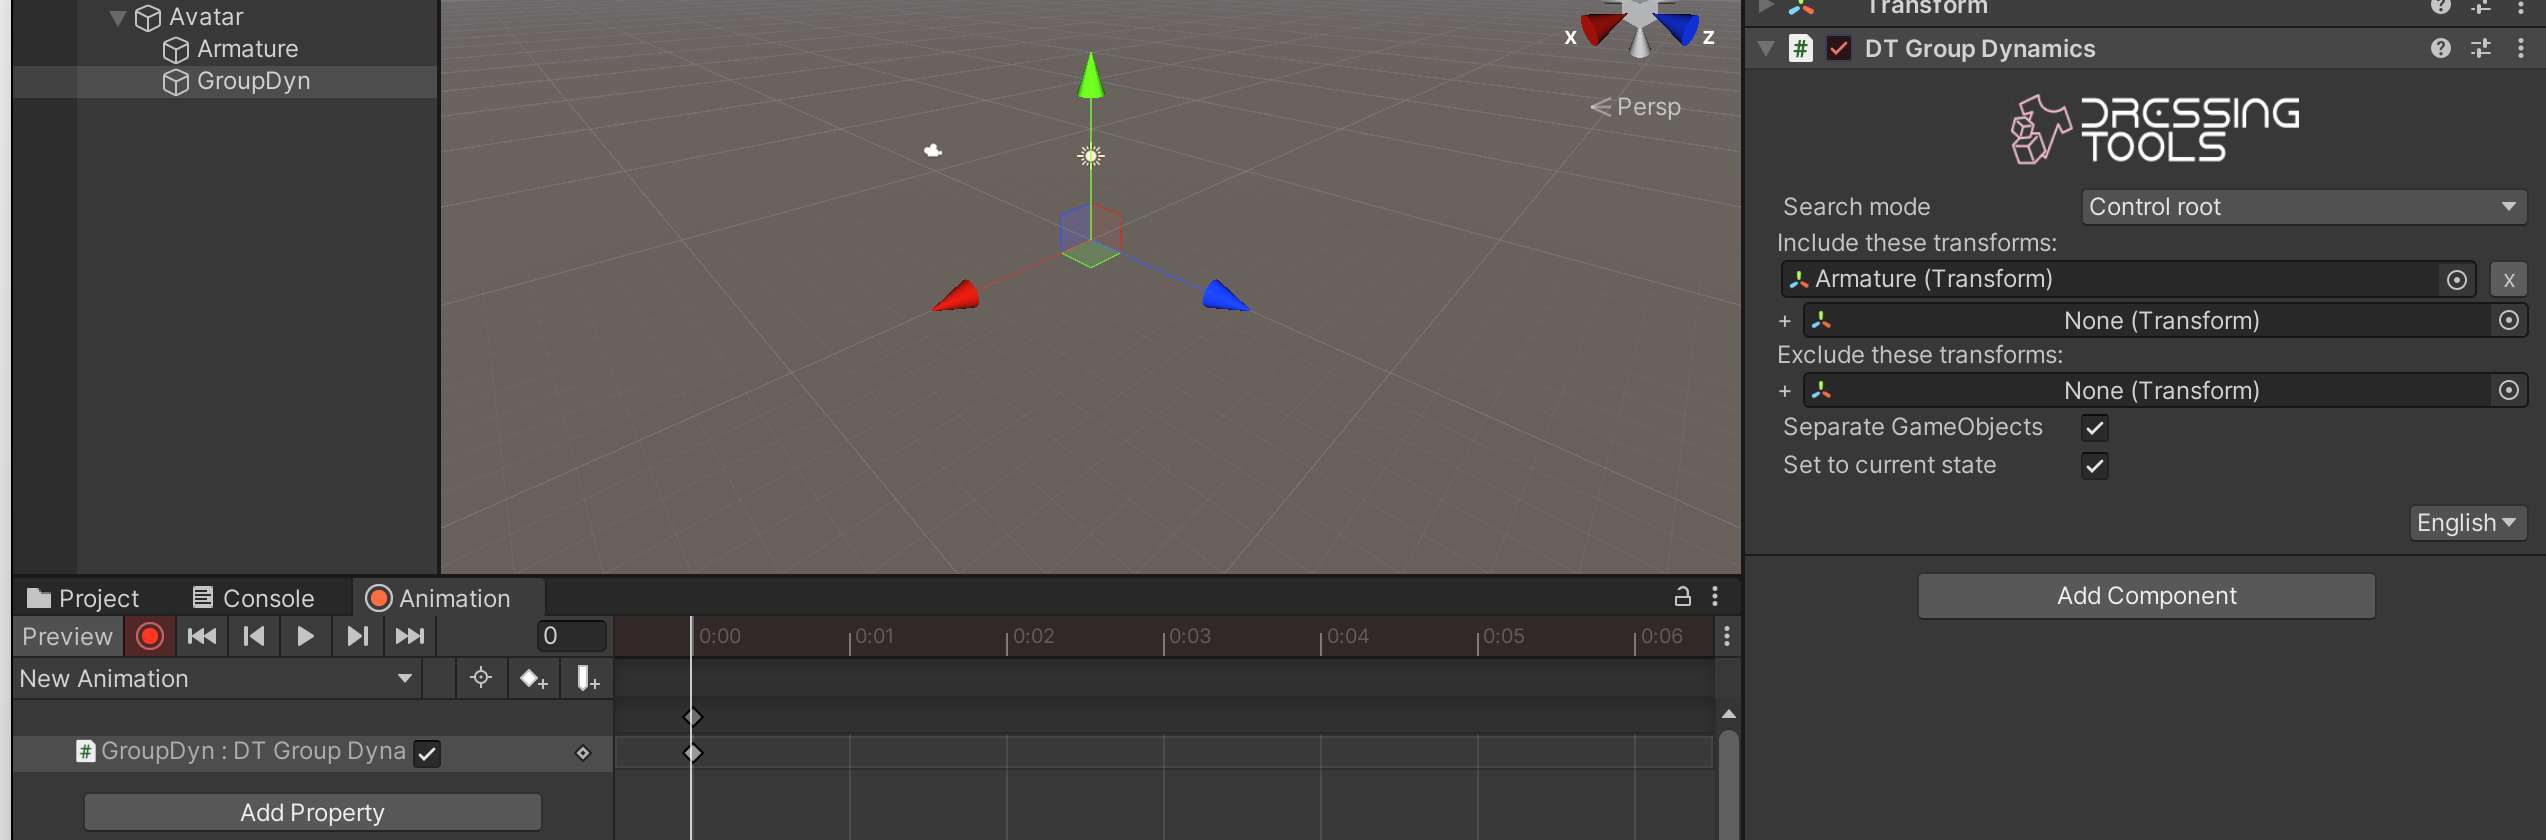 Avatar
Armature
GroupDyn
X
Z
Persp
Transform
# DT Group Dynamics
DRESSING
TOOLS
Search mode
Control root
Include these transforms:
Armature (Transform)
x
+ None (Transform)
Exclude these transforms:
+ None (Transform)
Separate GameObjects
Set to current state
English
Add Component
Project
Console
Animation
Preview
0
0:00
0:01
0:02
0:03
0:04
0:05
0:06
New Animation
# GroupDyn : DT Group Dyna
Add Property